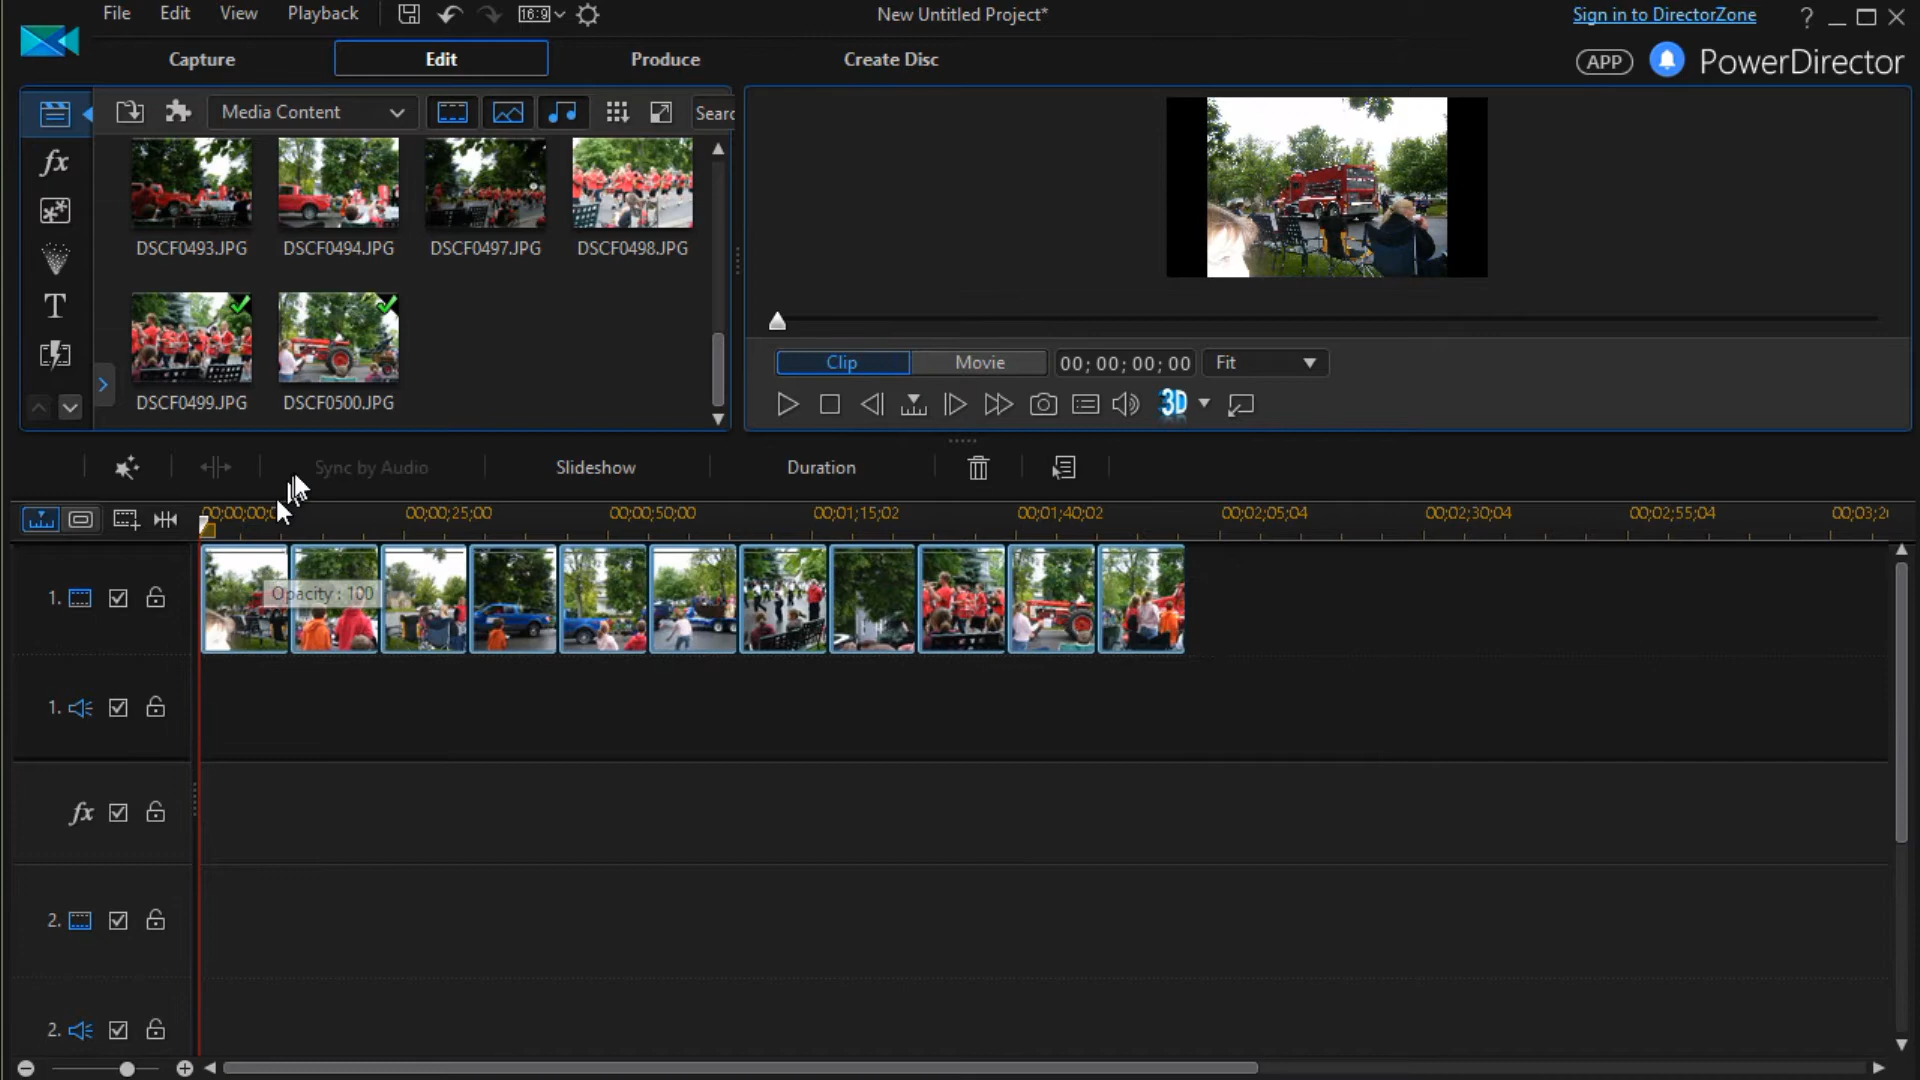 File Edit View Playback 16:9 New Untitled Project* Sign in to DirectorZone ?
Capture Edit Produce Create Disc APP PowerDirector
Media Content Searc
fx
T
DSCF0493.JPG DSCF0494.JPG DSCF0497.JPG DSCF0498.JPG
DSCF0499.JPG DSCF0500.JPG
Clip Movie 00;00;00;00 Fit
3D
Sync by Audio Slideshow Duration
00;00;00;0 00;00;25;00 00;00;50;00 00;01;15;02 00;01;40;02 00;02;05;04 00;02;30;04 00;02;55;04 00;03;2
1. Opacity : 100
1.
fx
2.
2.